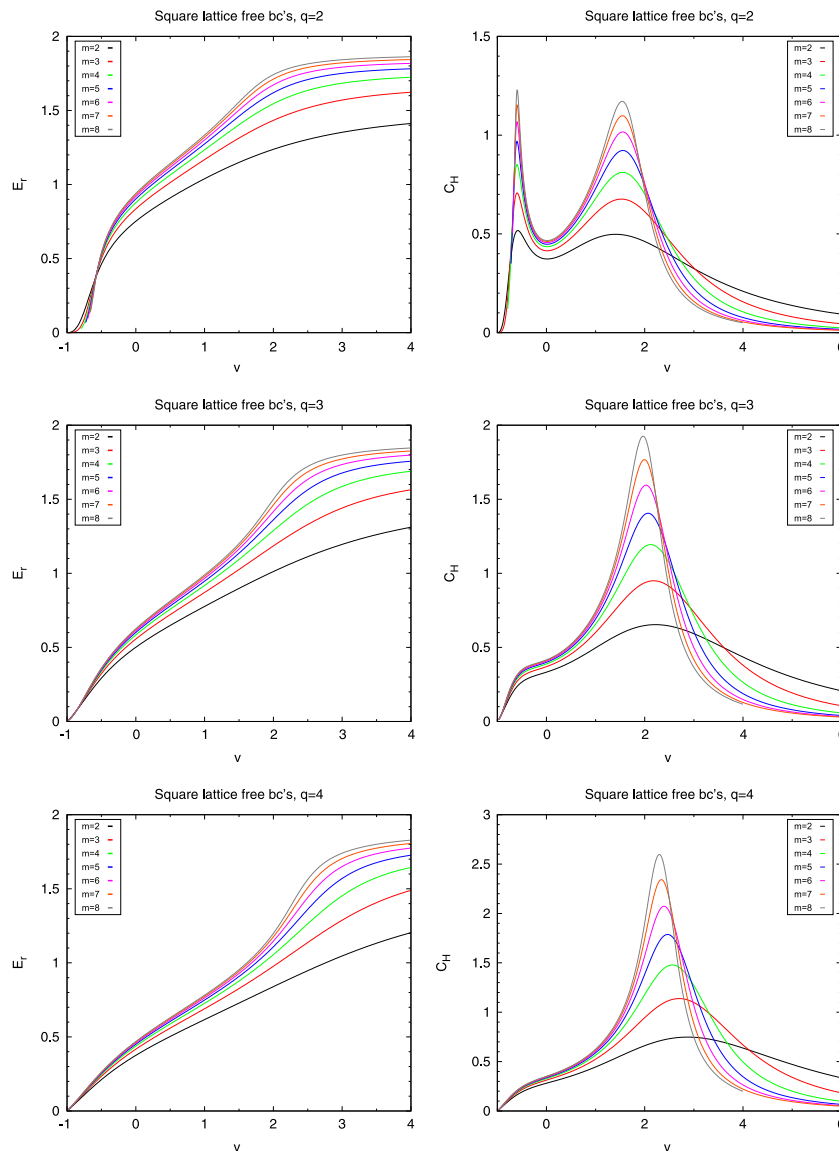 Square lattice free bc's, q=2
2
1.5
1
0.5
0
-1
0
1
2
3
4
E_r
v
m=2
m=3
m=4
m=5
m=6
m=7
m=8
Square lattice free bc's, q=2
1.5
1
0.5
0
0
2
4
C_H
v
m=2
m=3
m=4
m=5
m=6
m=7
m=8
Square lattice free bc's, q=3
2
1.5
1
0.5
0
-1
0
1
2
3
4
E_r
v
m=2
m=3
m=4
m=5
m=6
m=7
m=8
Square lattice free bc's, q=3
2
1.5
1
0.5
0
0
2
4
C_H
v
m=2
m=3
m=4
m=5
m=6
m=7
m=8
Square lattice free bc's, q=4
2
1.5
1
0.5
0
-1
0
1
2
3
4
E_r
v
m=2
m=3
m=4
m=5
m=6
m=7
m=8
Square lattice free bc's, q=4
3
2.5
2
1.5
1
0.5
0
0
2
4
C_H
v
m=2
m=3
m=4
m=5
m=6
m=7
m=8